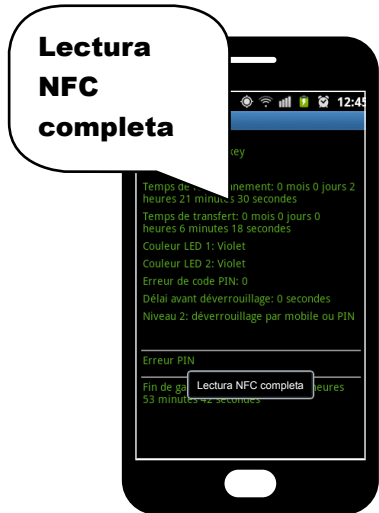 Lectura
NFC
completa
12:45
key
Temps de nnement: 0 mois 0 jours 2
heures 21 minutes 30 secondes
Temps de transfert: 0 mois 0 jours 0
heures 6 minutes 18 secondes
Couleur LED 1: Violet
Couleur LED 2: Violet
Erreur de code PIN: 0
Délai avant déverrouillage: 0 secondes
Niveau 2: déverrouillage par mobile ou PIN
Erreur PIN
Fin de ga heures
Lectura NFC completa
53 minutes 42 secondes